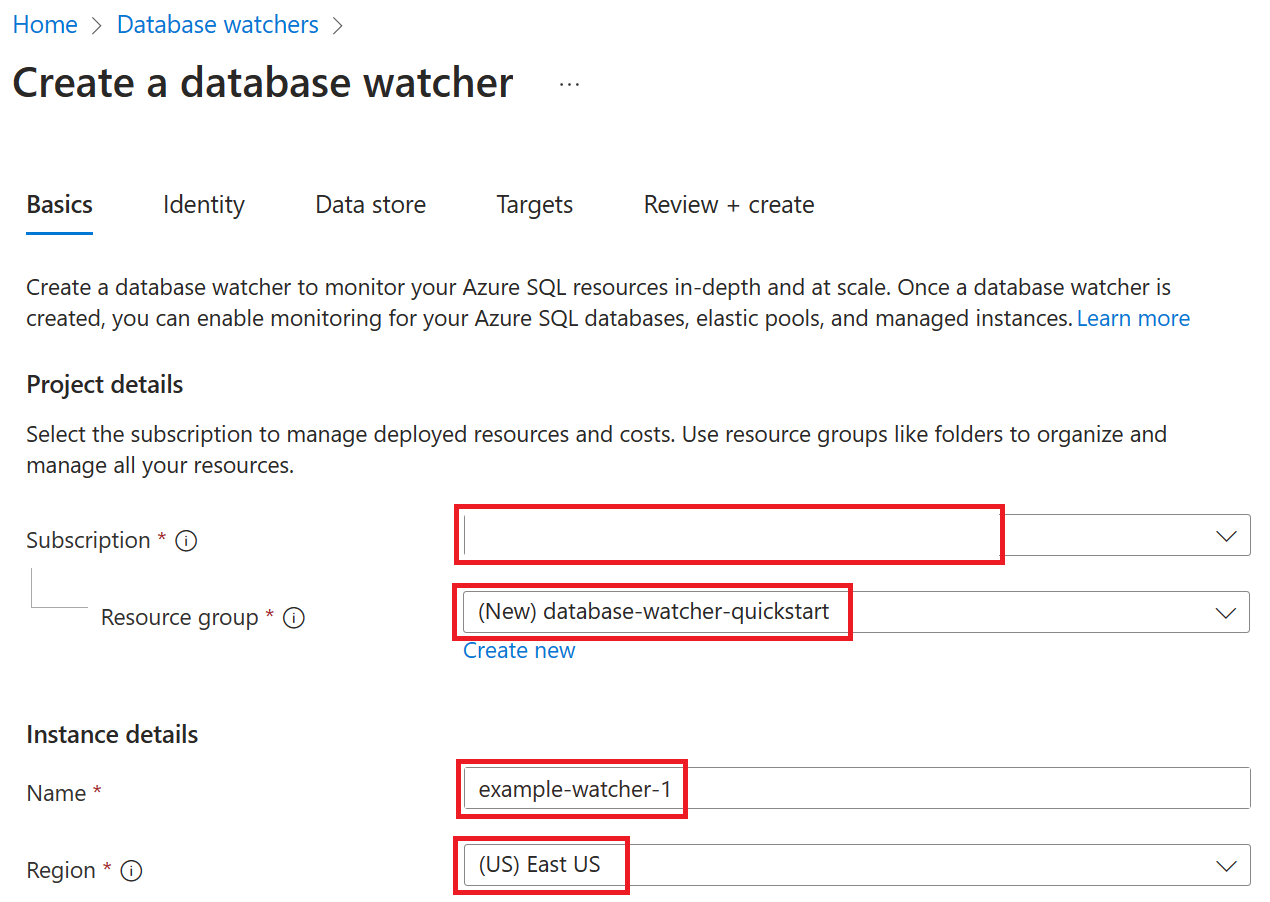 Home > Database watchers >
Create a database watcher ...
Basics Identity Data store Targets Review + create
Create a database watcher to monitor your Azure SQL resources in-depth and at scale. Once a database watcher is
created, you can enable monitoring for your Azure SQL databases, elastic pools, and managed instances. Learn more
Project details
Select the subscription to manage deployed resources and costs. Use resource groups like folders to organize and
manage all your resources.
Subscription *
Resource group * (New) database-watcher-quickstart
Create new
Instance details
Name * example-watcher-1
Region * (US) East US